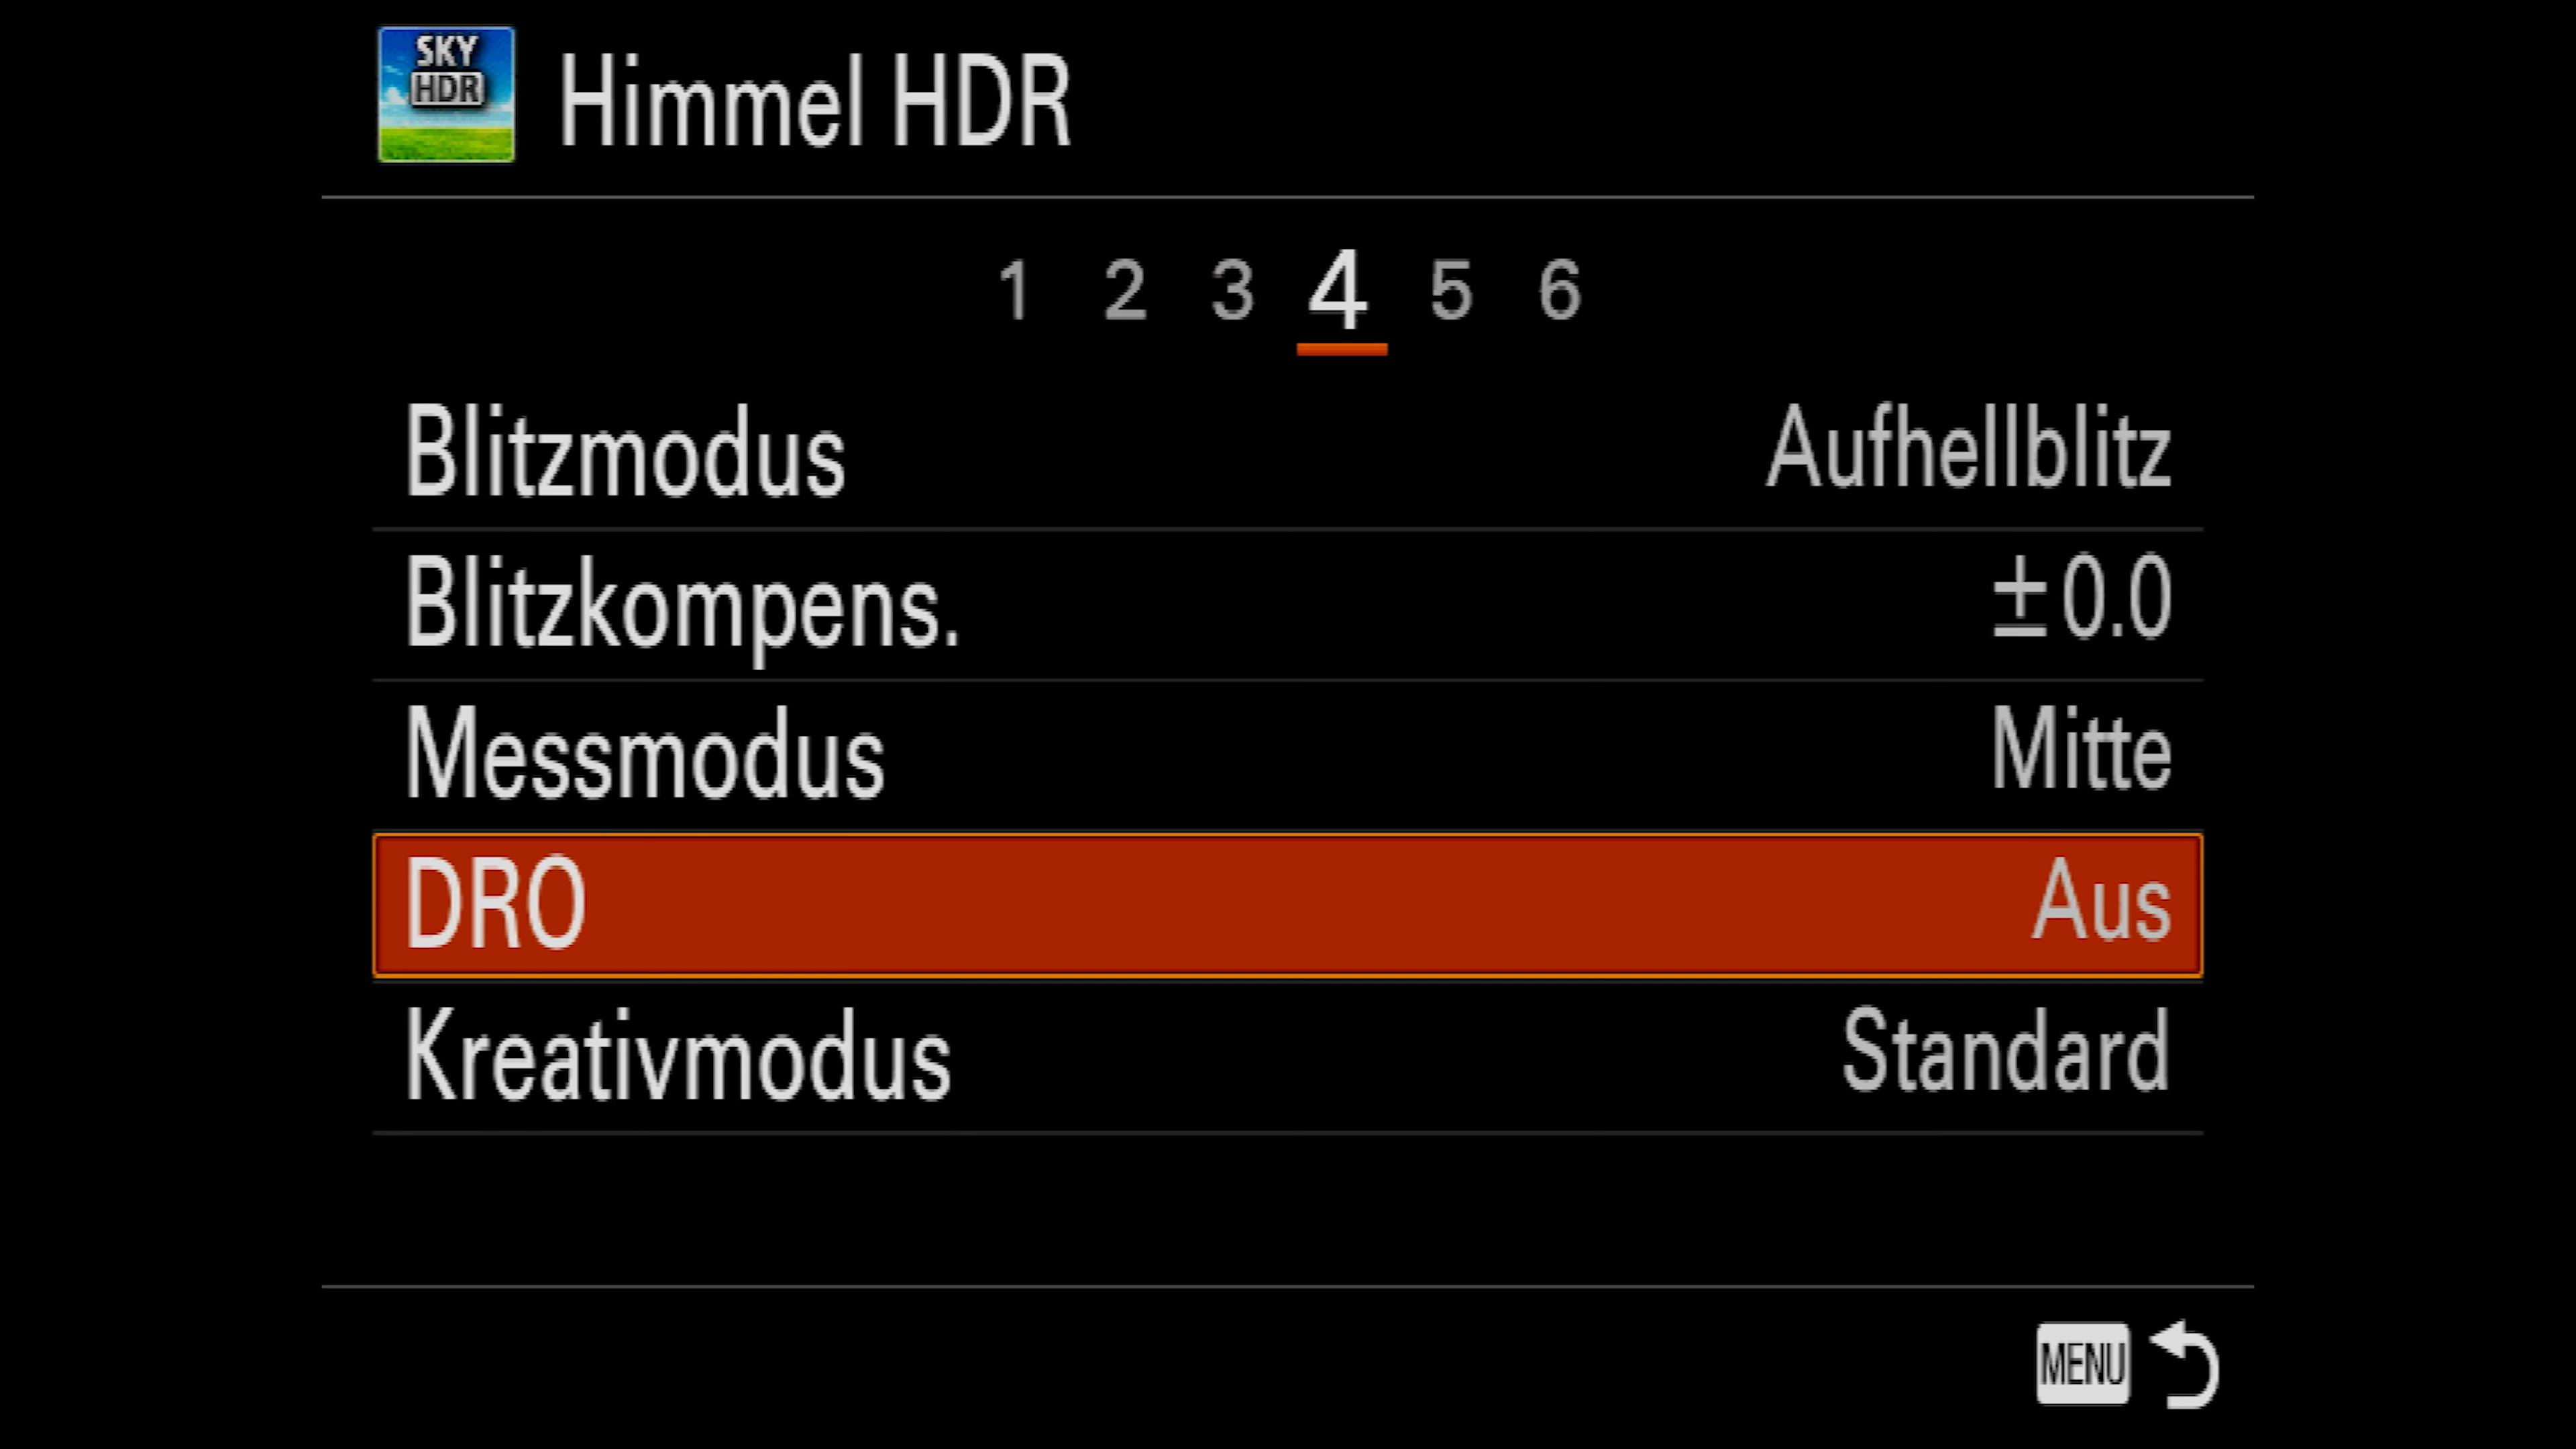 SKY
HDR
Himmel HDR
1 2 3 4 5 6
Blitzmodus Aufhellblitz
Blitzkompens. ±0.0
Messmodus Mitte
DRO Aus
Kreativmodus Standard
MENU